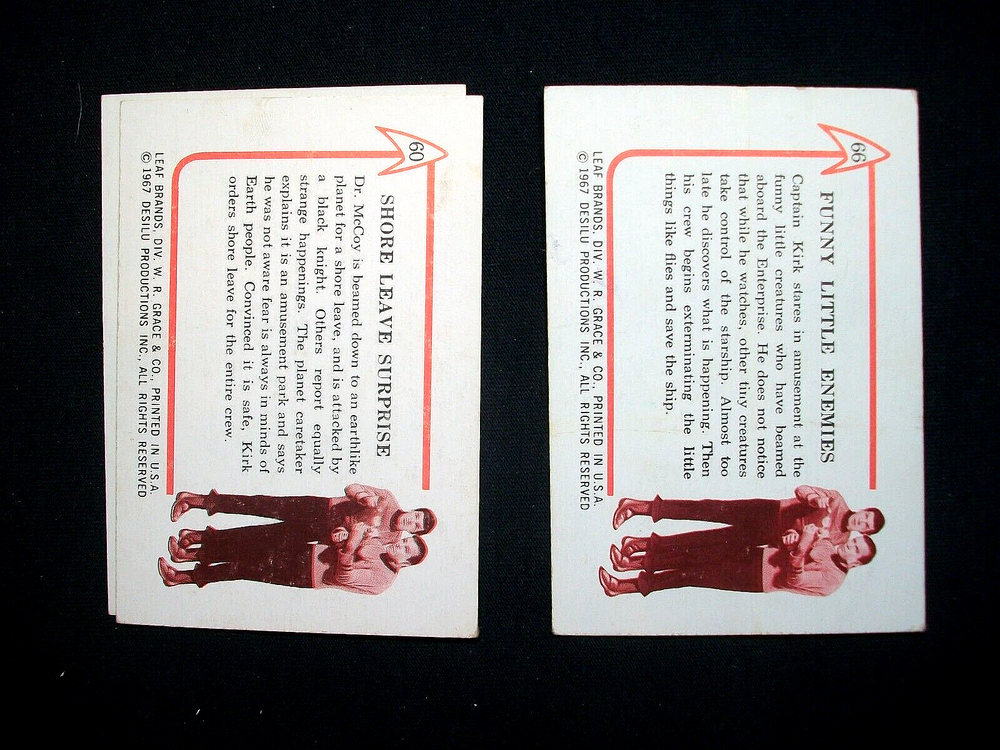 60
SHORE LEAVE SURPRISE
Dr. McCoy is beamed down to an earthlike
planet for a shore leave, and is attacked by
a black knight. Others report equally
strange happenings. The planet caretaker
explains it is an amusement park and says
he was not aware fear is always in minds of
Earth people. Convinced it is safe, Kirk
orders shore leave for the entire crew.
LEAF BRANDS, DIV. W. R. GRACE & CO., PRINTED IN U.S.A.
© 1967 DESILU PRODUCTIONS INC., ALL RIGHTS RESERVED
66
FUNNY LITTLE ENEMIES
Captain Kirk stares in amusement at the
funny little creatures who have beamed
aboard the Enterprise. He does not notice
that while he watches, other tiny creatures
take control of the starship. Almost too
late he discovers what is happening. Then
his crew begins exterminating the little
things like flies and save the ship.
LEAF BRANDS, DIV. W. R. GRACE & CO., PRINTED IN U.S.A.
© 1967 DESILU PRODUCTIONS INC., ALL RIGHTS RESERVED